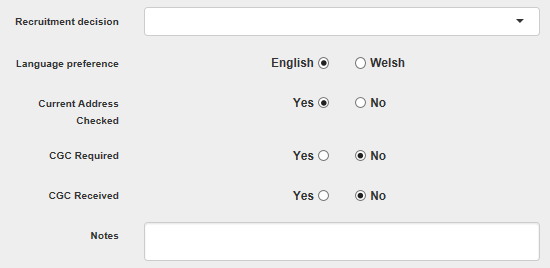 Recruitment decision
Language preference English Welsh
Current Address
Checked
Yes No
CGC Required Yes No
CGC Received Yes No
Notes